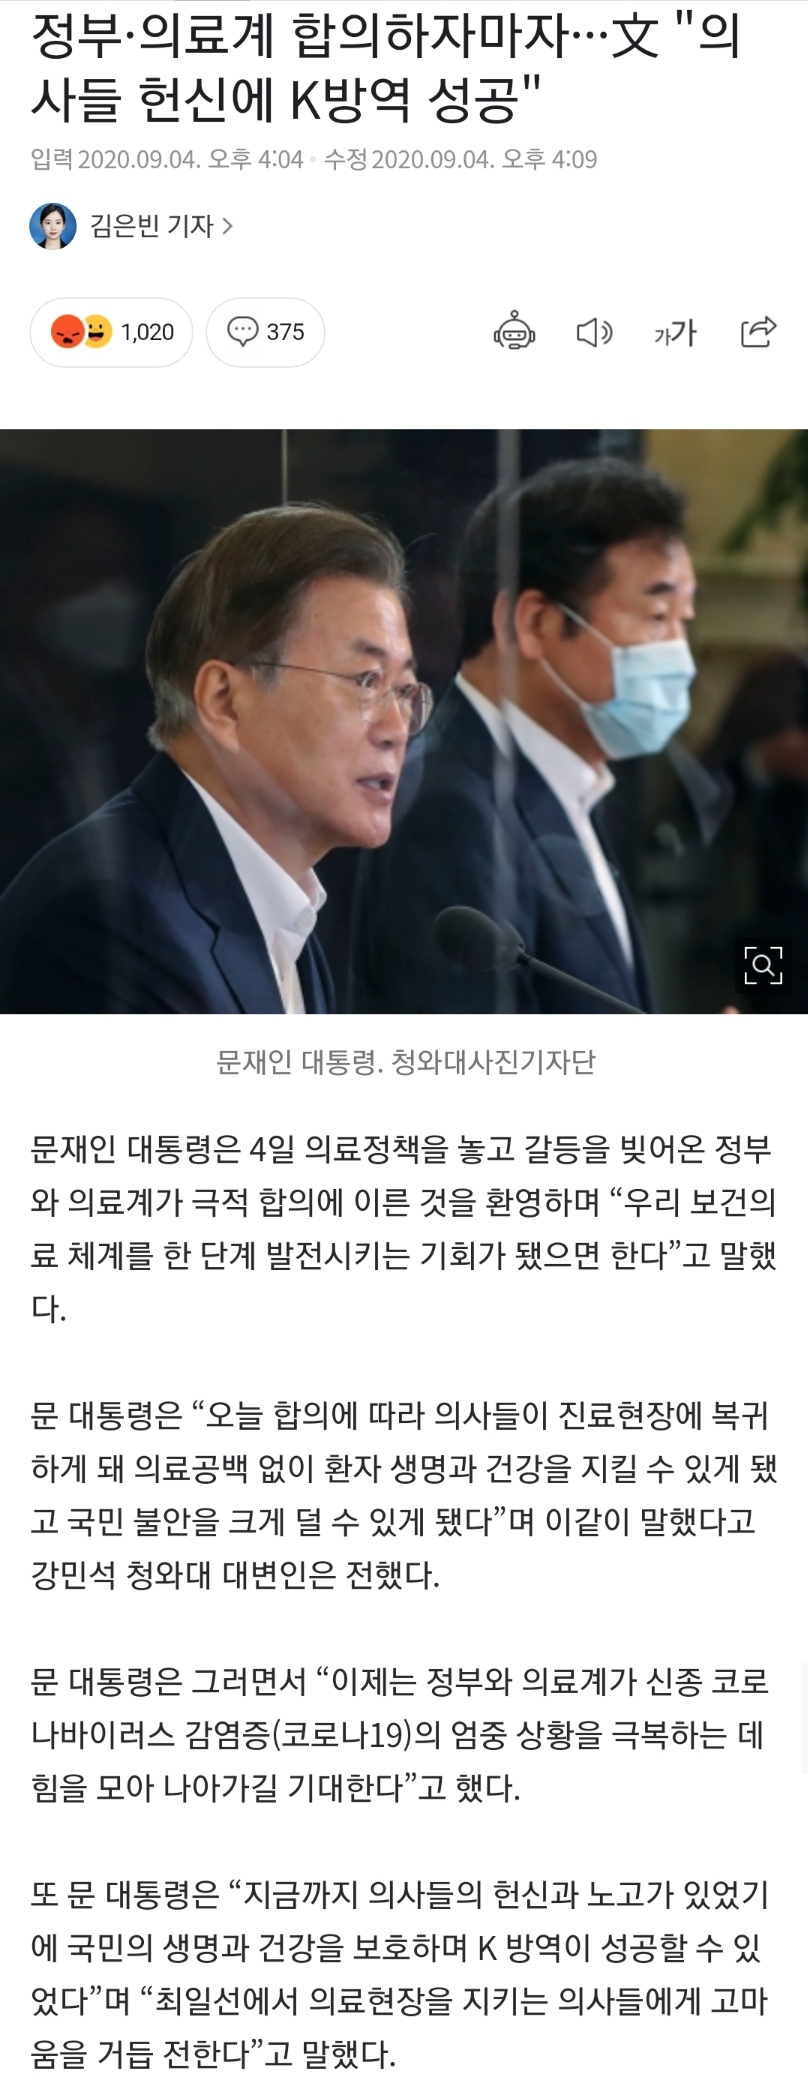 정부·의료계 합의하자마자…文 "의
사들 헌신에 K방역 성공"
입력 2020.09.04. 오후 4:04 · 수정 2020.09.04. 오후 4:09
김은빈 기자 >
1,020
375
가가
문재인 대통령. 청와대사진기자단
문재인 대통령은 4일 의료정책을 놓고 갈등을 빚어온 정부
와 의료계가 극적 합의에 이른 것을 환영하며 “우리 보건의
료 체계를 한 단계 발전시키는 기회가 됐으면 한다”고 말했
다.
문 대통령은 “오늘 합의에 따라 의사들이 진료현장에 복귀
하게 돼 의료공백 없이 환자 생명과 건강을 지킬 수 있게 됐
고 국민 불안을 크게 덜 수 있게 됐다”며 이같이 말했다고
강민석 청와대 대변인은 전했다.
문 대통령은 그러면서 “이제는 정부와 의료계가 신종 코로
나바이러스 감염증(코로나19)의 엄중 상황을 극복하는 데
힘을 모아 나아가길 기대한다”고 했다.
또 문 대통령은 “지금까지 의사들의 헌신과 노고가 있었기
에 국민의 생명과 건강을 보호하며 K 방역이 성공할 수 있
었다”며 “최일선에서 의료현장을 지키는 의사들에게 고마
움을 거듭 전한다”고 말했다.